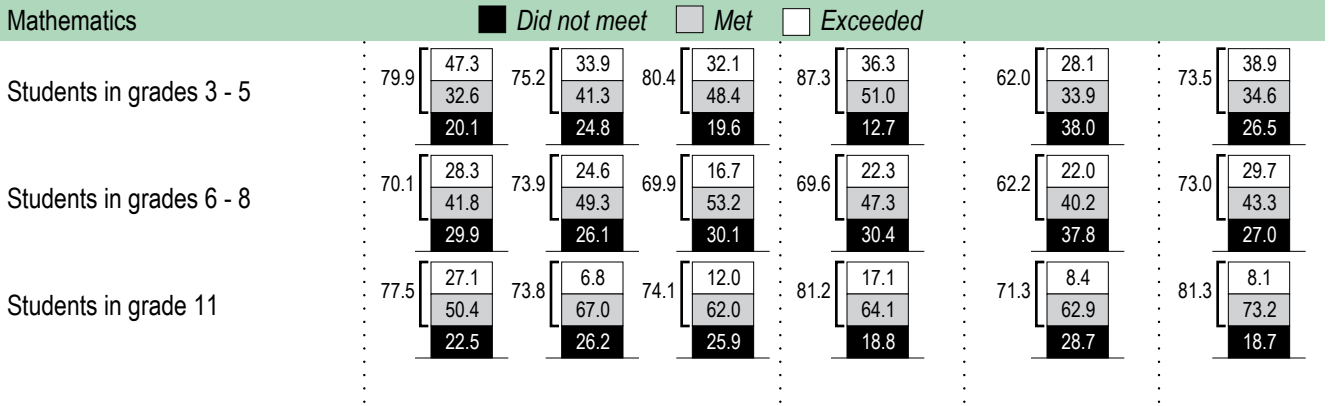 Mathematics Did not meet Met Exceeded
47.3 33.9 32.1 36.3 28.1 38.9
79.9 75.2 80.4 87.3 62.0 73.5
Students in grades 3 - 5 32.6 41.3 48.4 51.0 33.9 34.6
20.1 24.8 19.6 12.7 38.0 26.5
28.3 24.6 16.7 22.3 22.0 29.7
70.1 73.9 69.9 69.6 62.2 73.0
Students in grades 6 - 8 41.8 49.3 53.2 47.3 40.2 43.3
29.9 26.1 30.1 30.4 37.8 27.0
27.1 6.8 12.0 17.1 8.4 8.1
77.5 73.8 74.1 81.2 71.3 81.3
Students in grade 11 50.4 67.0 62.0 64.1 62.9 73.2
22.5 26.2 25.9 18.8 28.7 18.7